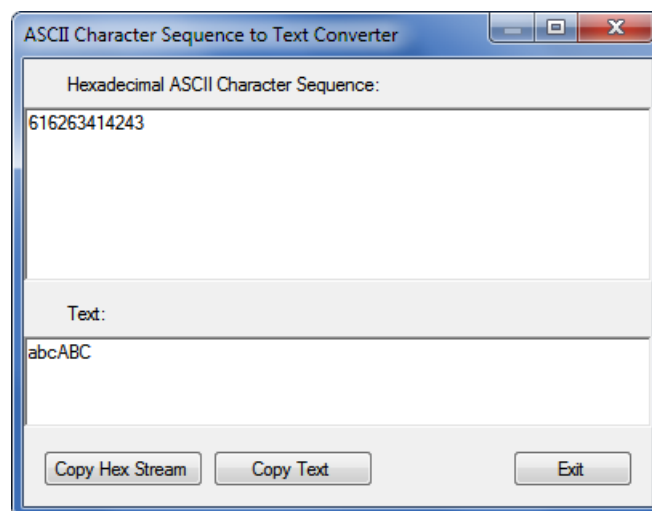 ASCII Character Sequence to Text Converter
Hexadecimal ASCII Character Sequence:
616263414243
Text:
abcABC
Copy Hex Stream Copy Text Exit